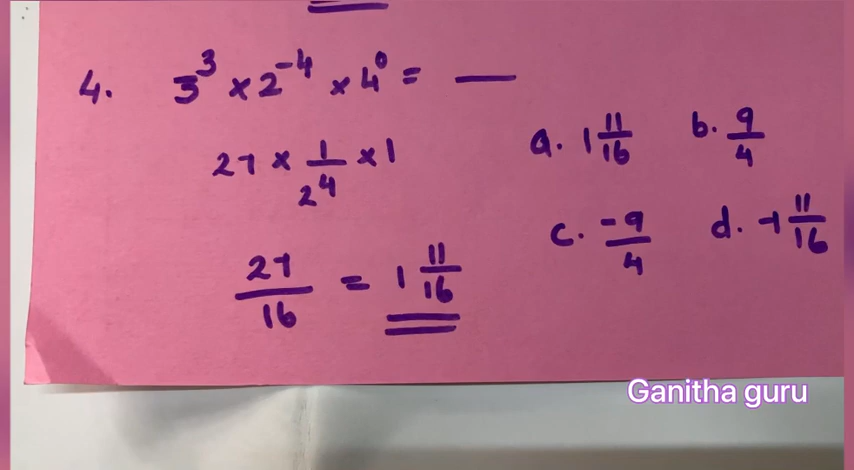 4. 3³ × 2⁻⁴ × 4⁰ = —
27 × 1/2⁴ × 1
27/16 = 1 11/16
a. 1 11/16 b. 9/4
c. -9/4 d. -1 11/16
Ganitha guru